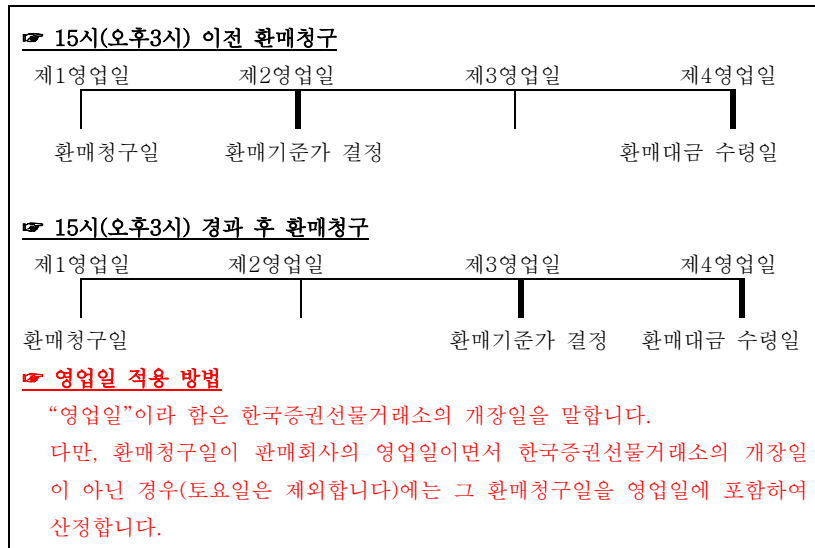 ☞ 15시(오후3시) 이전 환매청구
제1영업일 제2영업일 제3영업일 제4영업일
환매청구일 환매기준가 결정 환매대금 수령일
☞ 15시(오후3시) 경과 후 환매청구
제1영업일 제2영업일 제3영업일 제4영업일
환매청구일 환매기준가 결정 환매대금 수령일
☞ 영업일 적용 방법
“영업일”이라 함은 한국증권선물거래소의 개장일을 말합니다.
다만, 환매청구일이 판매회사의 영업일이면서 한국증권선물거래소의 개장일
이 아닌 경우(토요일은 제외합니다)에는 그 환매청구일을 영업일에 포함하여
산정합니다.